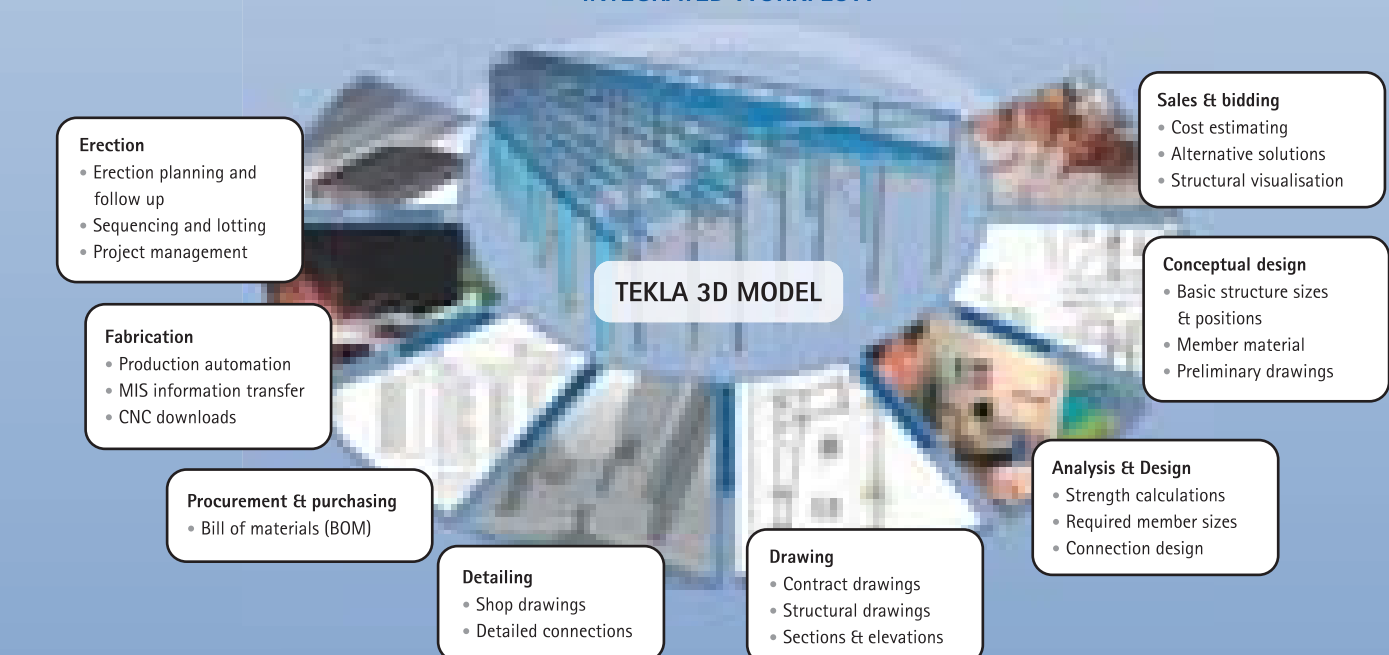 Sales & bidding
• Cost estimating
• Alternative solutions
• Structural visualisation
Erection
• Erection planning and
follow up
• Sequencing and lotting
• Project management
Conceptual design
• Basic structure sizes
& positions
• Member material
• Preliminary drawings
TEKLA 3D MODEL
Fabrication
• Production automation
• MIS information transfer
• CNC downloads
Analysis & Design
• Strength calculations
• Required member sizes
• Connection design
Procurement & purchasing
• Bill of materials (BOM)
Detailing
• Shop drawings
• Detailed connections
Drawing
• Contract drawings
• Structural drawings
• Sections & elevations